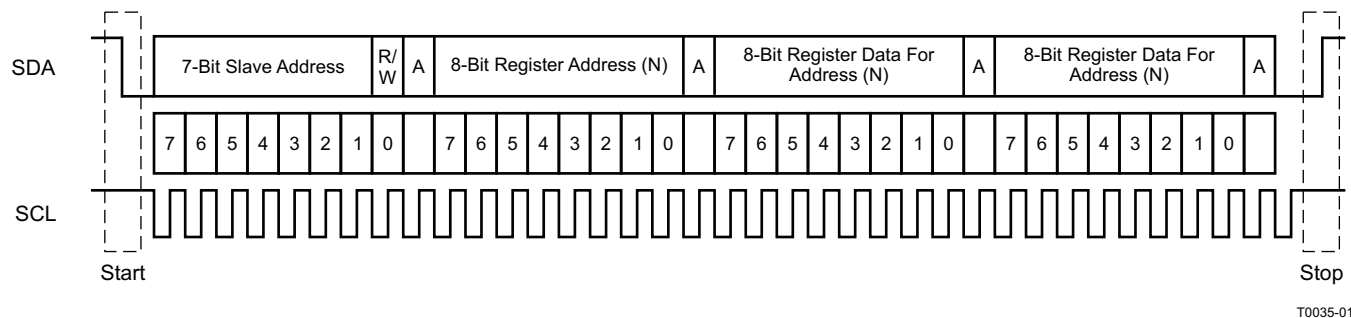 SDA
7-Bit Slave Address
R/
W
A
8-Bit Register Address (N)
A
8-Bit Register Data For
Address (N)
A
8-Bit Register Data For
Address (N)
A
7 6 5 4 3 2 1 0 7 6 5 4 3 2 1 0 7 6 5 4 3 2 1 0 7 6 5 4 3 2 1 0
SCL
Start
Stop
T0035-01